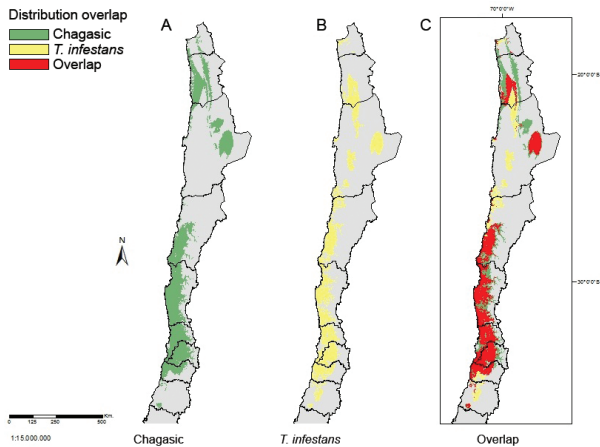 Distribution overlap
Chagasic
T. infestans
Overlap
A
B
C
70°0'0"W
20°0'0"S
30°0'0"S
N
0 125 250 500 Km.
1:15.000.000
Chagasic
T. infestans
Overlap